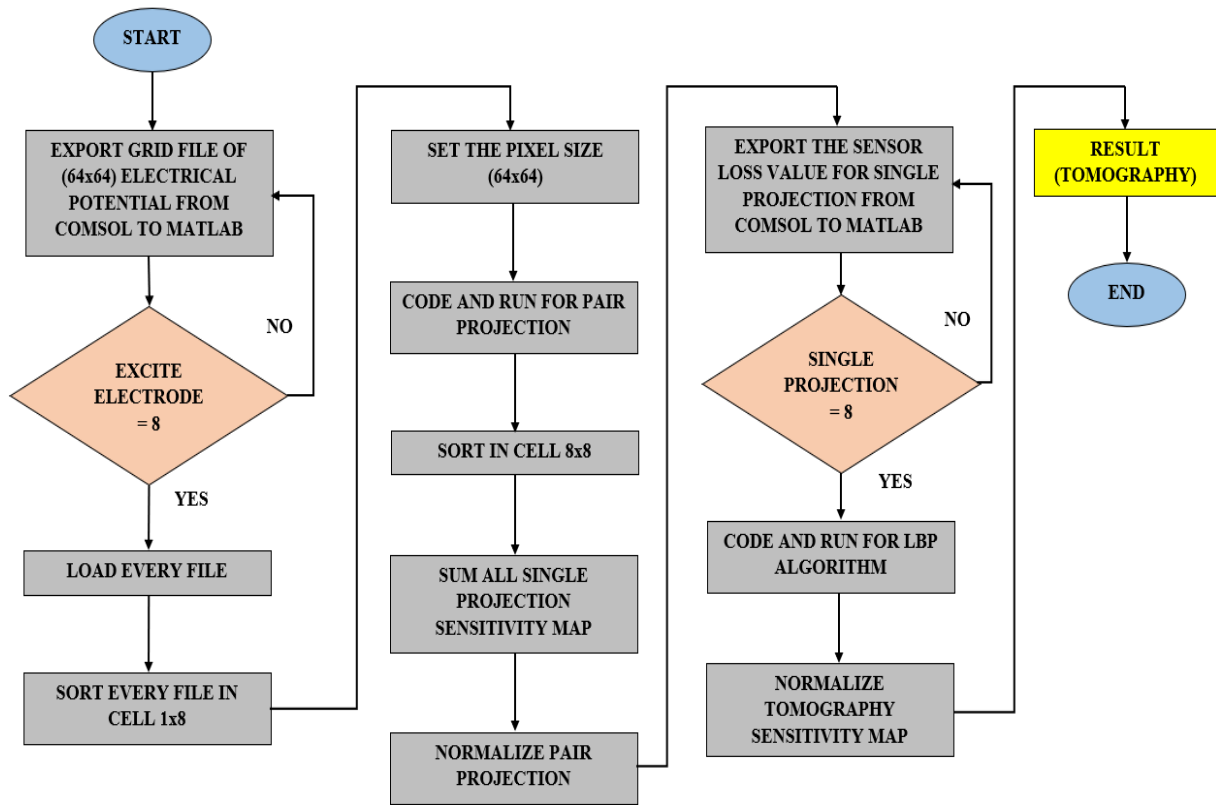 START
EXPORT GRID FILE OF
(64x64) ELECTRICAL
POTENTIAL FROM
COMSOL TO MATLAB
NO
EXCITE
ELECTRODE
= 8
YES
LOAD EVERY FILE
SORT EVERY FILE IN
CELL 1x8
SET THE PIXEL SIZE
(64x64)
CODE AND RUN FOR PAIR
PROJECTION
SORT IN CELL 8x8
SUM ALL SINGLE
PROJECTION
SENSITIVITY MAP
NORMALIZE PAIR
PROJECTION
EXPORT THE SENSOR
LOSS VALUE FOR SINGLE
PROJECTION FROM
COMSOL TO MATLAB
NO
SINGLE
PROJECTION
= 8
YES
CODE AND RUN FOR LBP
ALGORITHM
NORMALIZE
TOMOGRAPHY
SENSITIVITY MAP
RESULT
(TOMOGRAPHY)
END